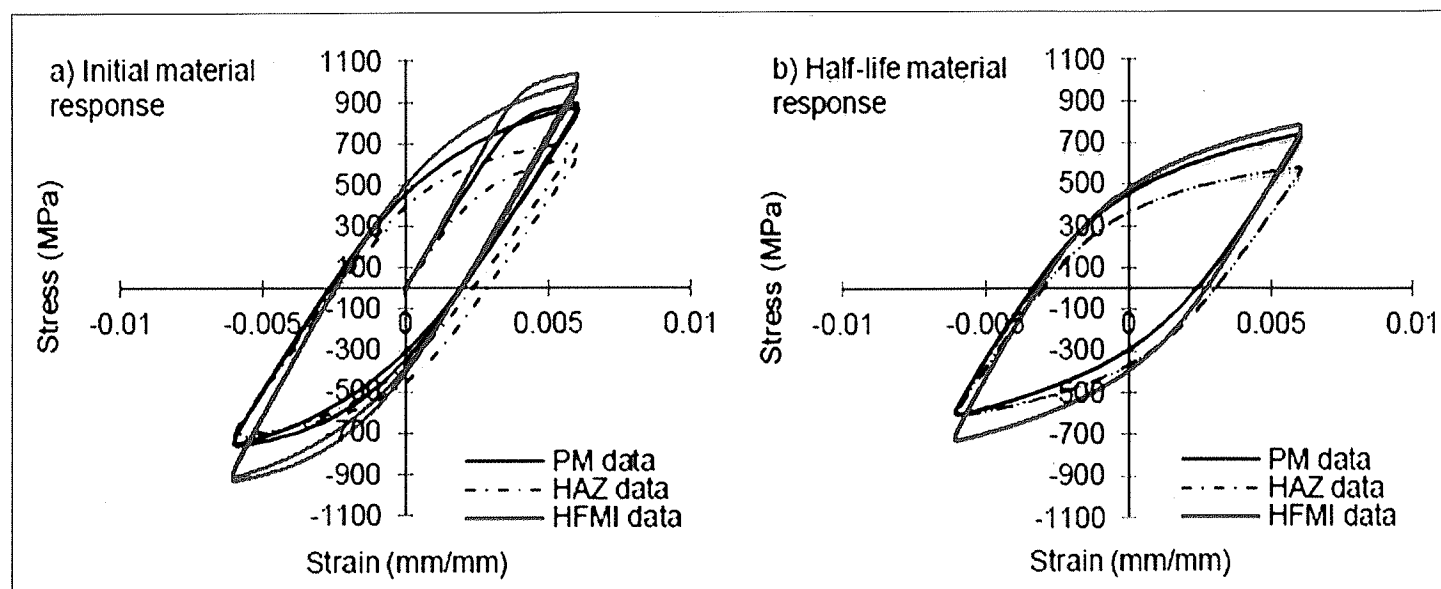 a) Initial material
response
1100
900
700
500
300
100
-0.01
-0.005
0
0.005
0.01
-100
-300
-500
-700
-900
-1100
Stress (MPa)
Strain (mm/mm)
PM data
HAZ data
HFMI data
b) Half-life material
response
1100
900
700
500
300
100
-0.01
-0.005
0
0.005
0.01
-100
-300
-500
-700
-900
-1100
Stress (MPa)
Strain (mm/mm)
PM data
HAZ data
HFMI data